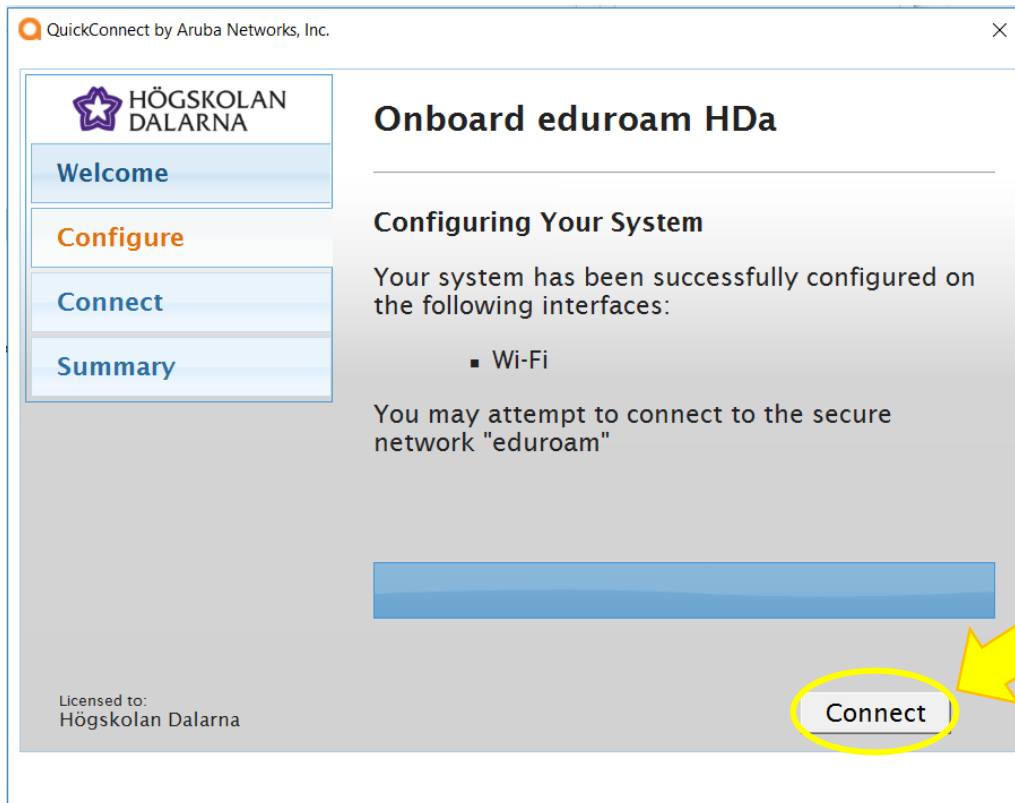 QuickConnect by Aruba Networks, Inc.
HÖGSKOLAN
DALARNA
Welcome
Configure
Connect
Summary
Onboard eduroam HDa
Configuring Your System
Your system has been successfully configured on
the following interfaces:
▪ Wi-Fi
You may attempt to connect to the secure
network "eduroam"
Licensed to:
Högskolan Dalarna
Connect